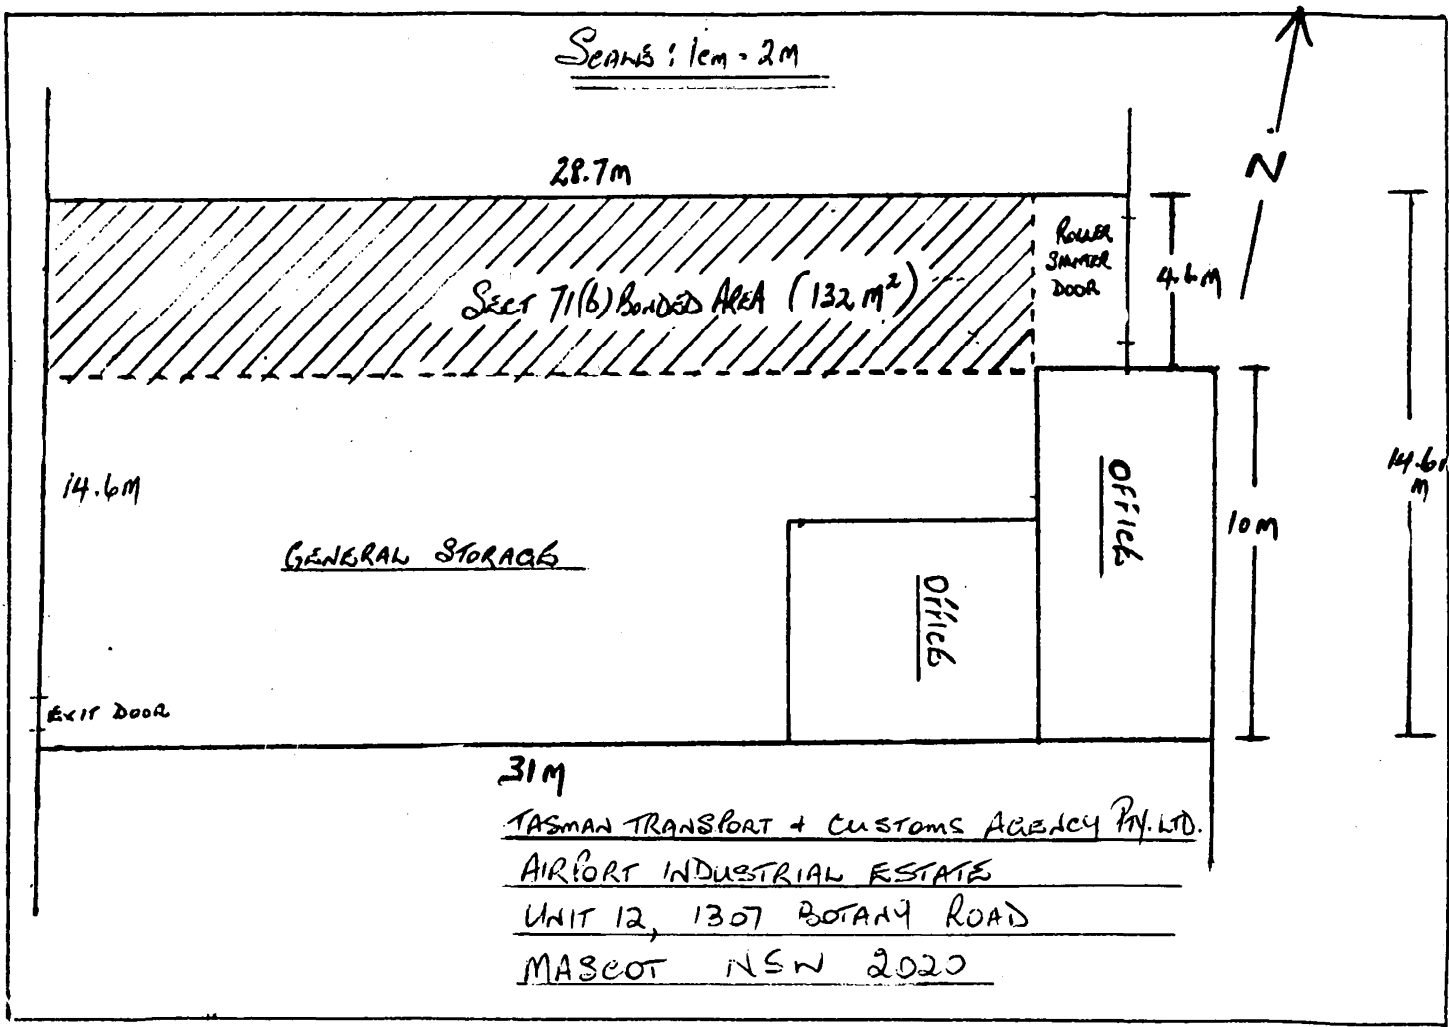 SCALE : 1cm = 2M
N
28.7M
ROLLER
SHUTTER
DOOR
4.6M
SECT 71(b) BONDED AREA (132 M²)
14.6M
14.61
M
OFFICE
10M
GENERAL STORAGE
OFFICE
EXIT DOOR
31M
TASMAN TRANSPORT + CUSTOMS AGENCY PTY. LTD.
AIRPORT INDUSTRIAL ESTATE
UNIT 12, 1307 BOTANY ROAD
MASCOT NSW 2020